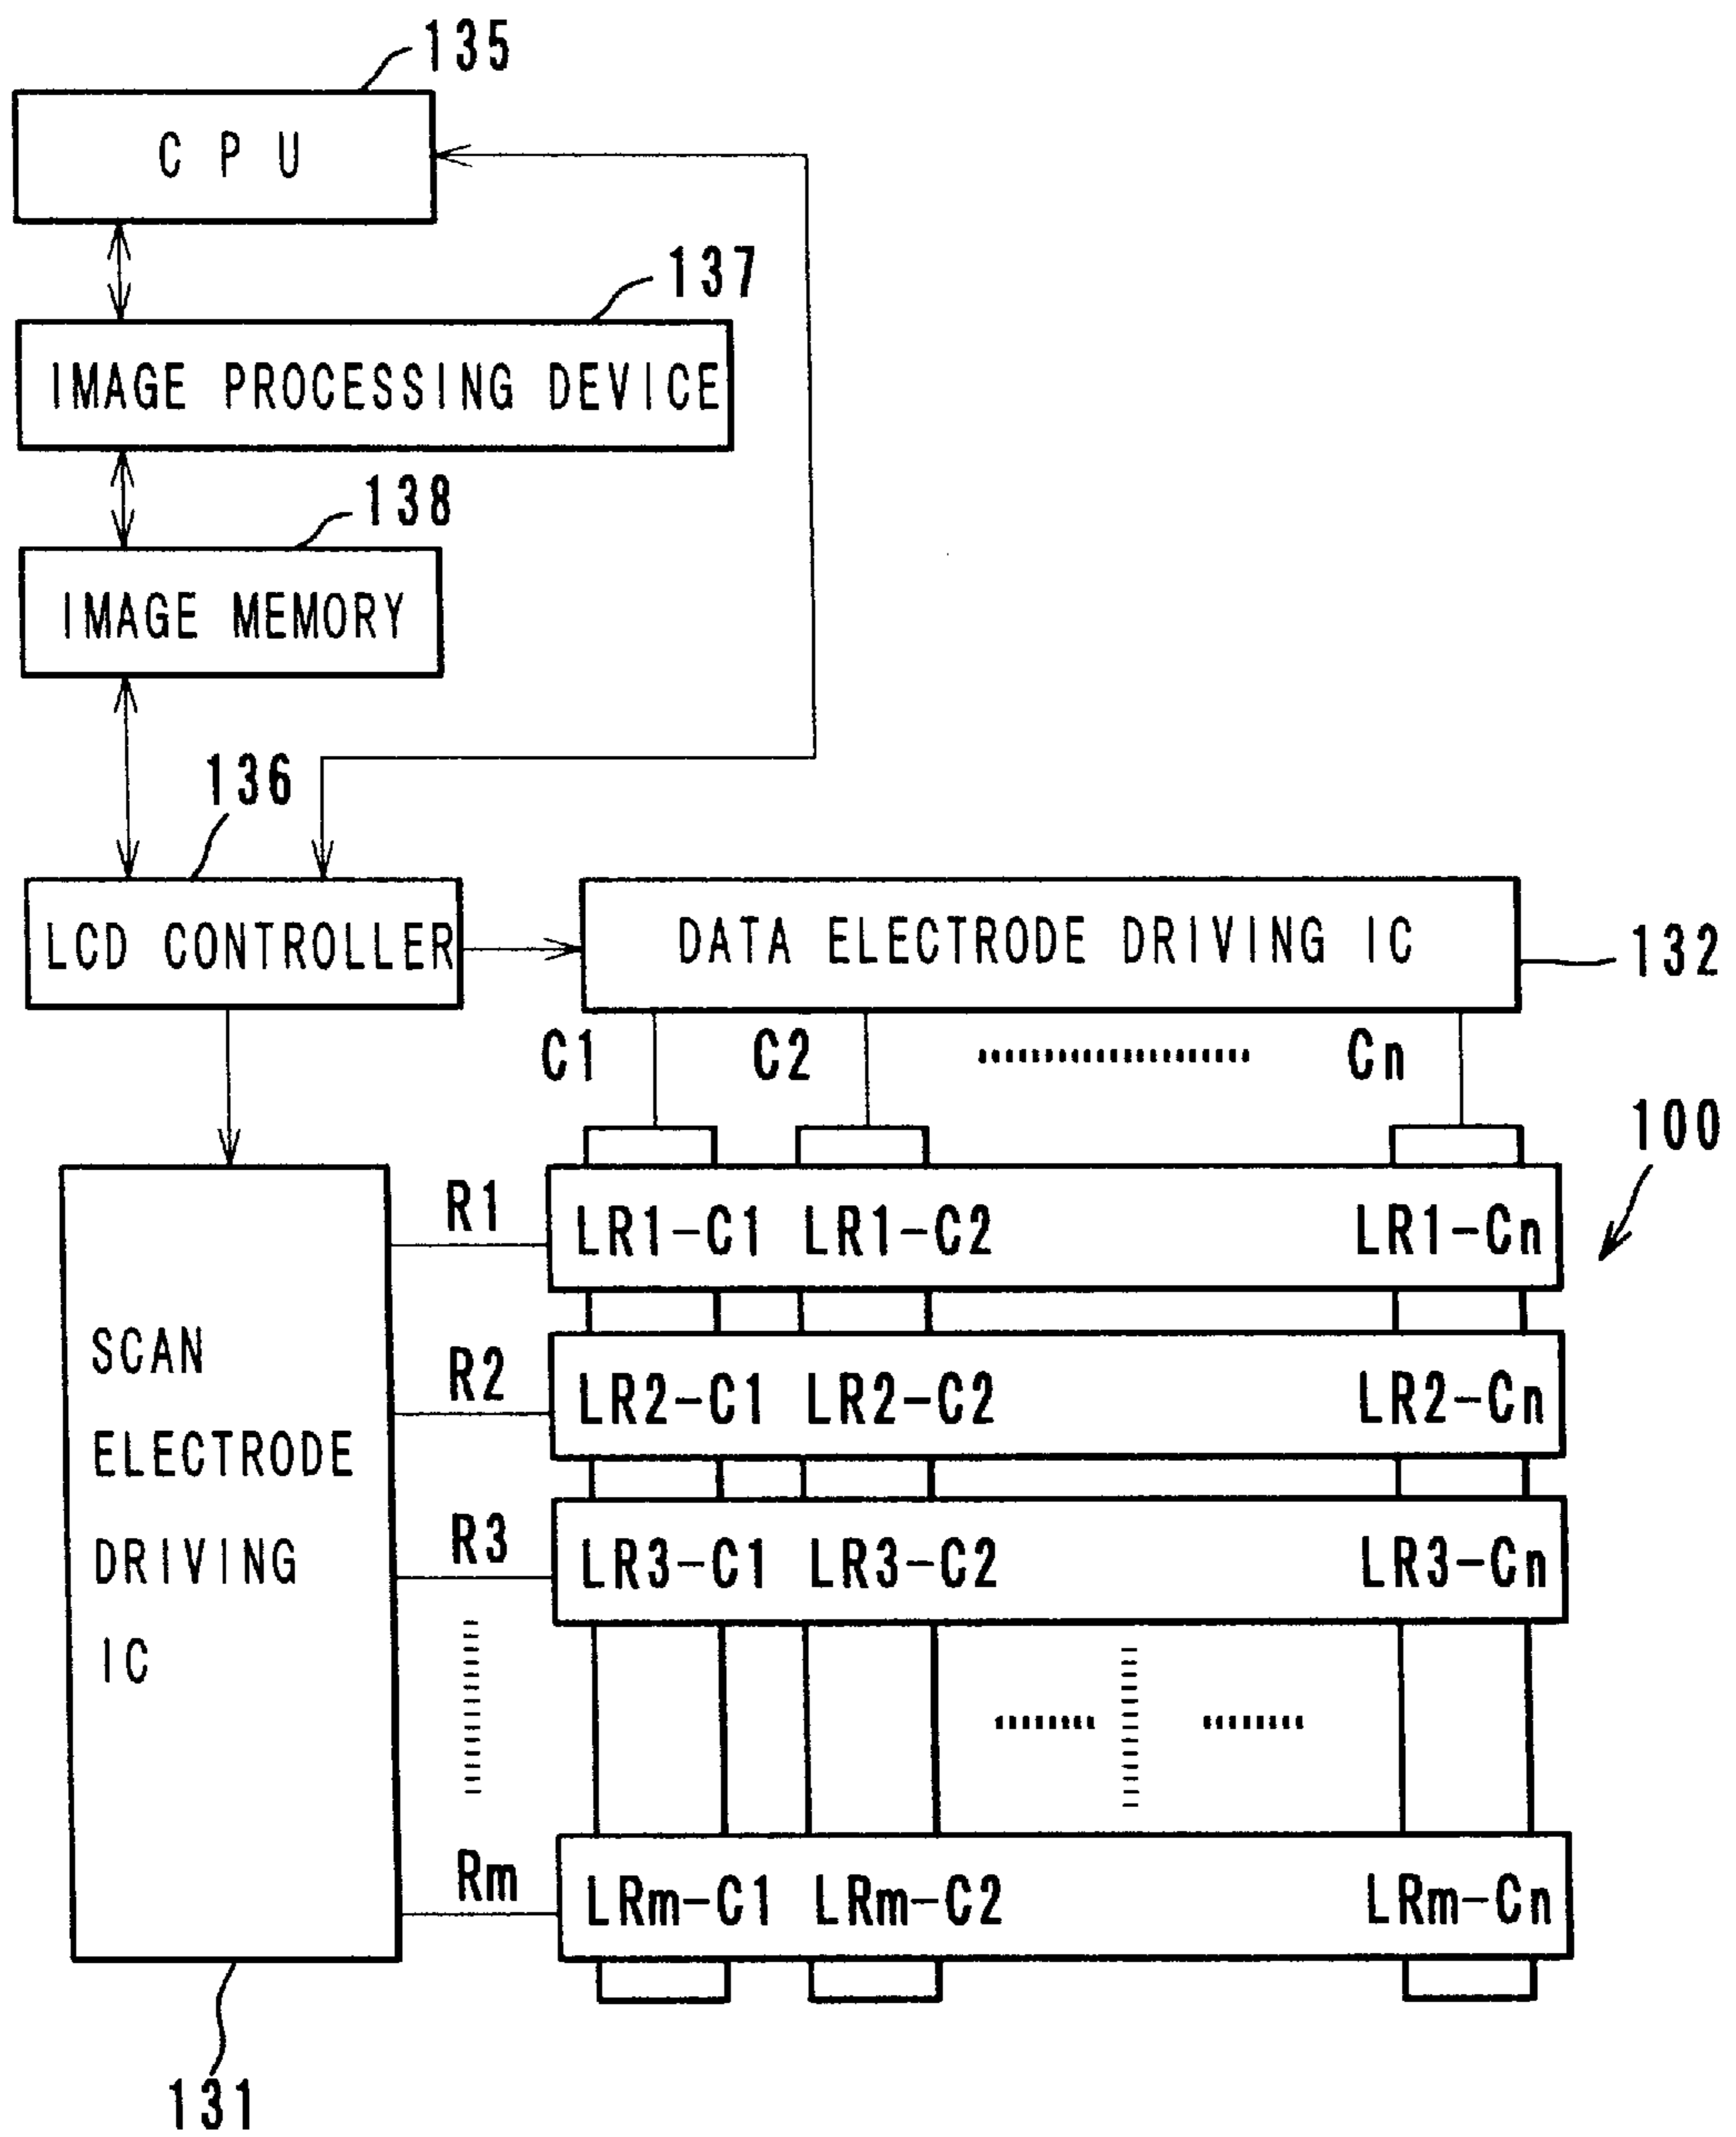 135
CPU
137
IMAGE PROCESSING DEVICE
138
IMAGE MEMORY
136
LCD CONTROLLER
DATA ELECTRODE DRIVING IC
132
C1 C2 Cn
100
R1 LR1-C1 LR1-C2 LR1-Cn
SCAN
ELECTRODE
DRIVING
IC
R2 LR2-C1 LR2-C2 LR2-Cn
R3 LR3-C1 LR3-C2 LR3-Cn
Rm LRm-C1 LRm-C2 LRm-Cn
131